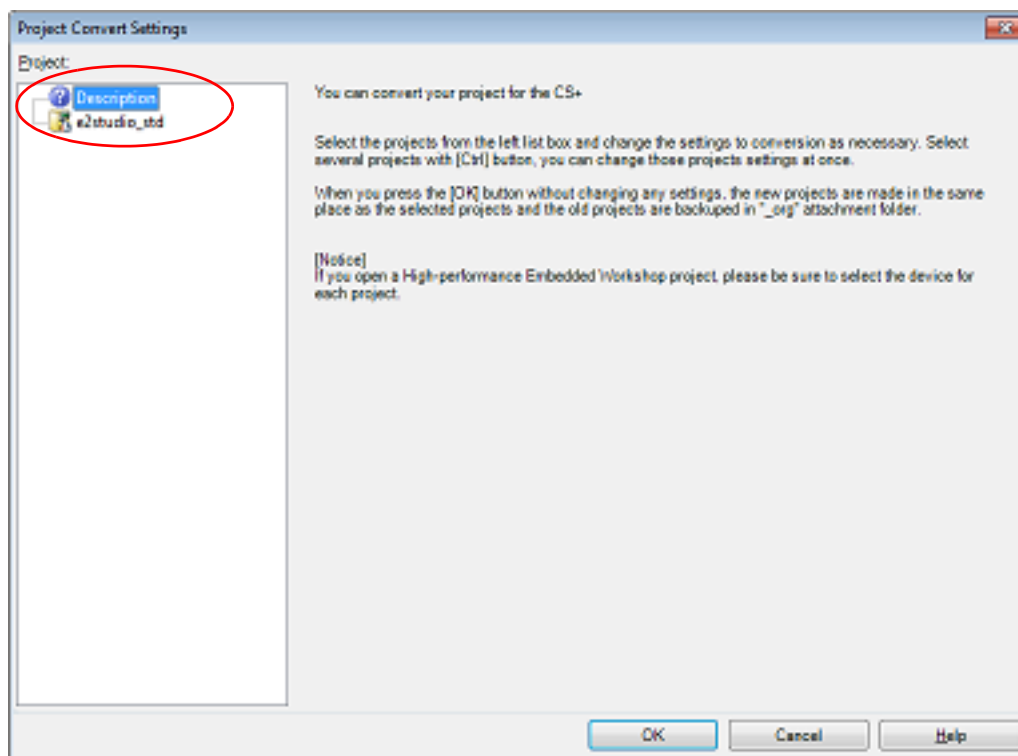 Project Convert Settings
Project:
Description
e2studio_std
You can convert your project for the CS+
Select the projects from the left list box and change the settings to conversion as necessary. Select
several projects with [Ctrl] button, you can change those projects settings at once.
When you press the [OK] button without changing any settings, the new projects are made in the same
place as the selected projects and the old projects are backuped in "_org" attachment folder.
[Notice]
If you open a High-performance Embedded Workshop project, please be sure to select the device for
each project.
OK Cancel Help